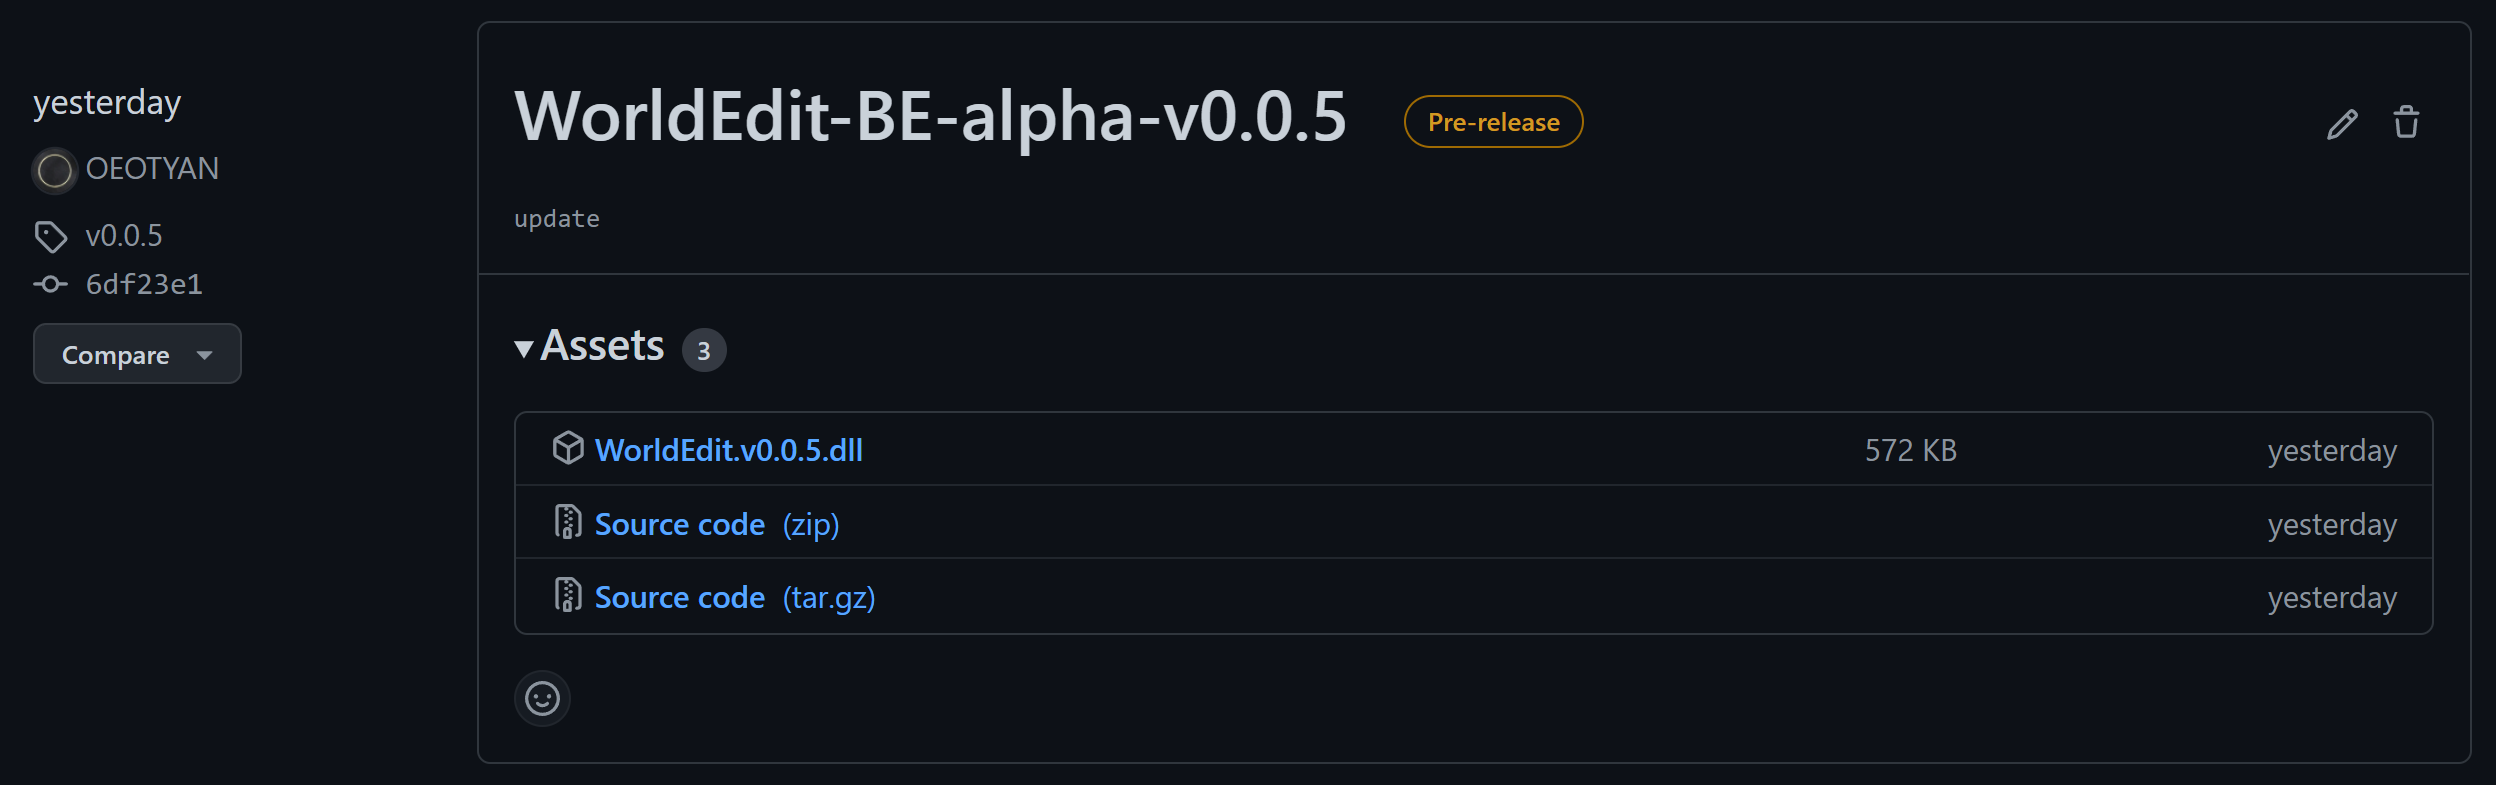 yesterday
OEOTYAN
v0.0.5
6df23e1
Compare
WorldEdit-BE-alpha-v0.0.5 Pre-release
update
Assets 3
WorldEdit.v0.0.5.dll 572 KB yesterday
Source code (zip) yesterday
Source code (tar.gz) yesterday